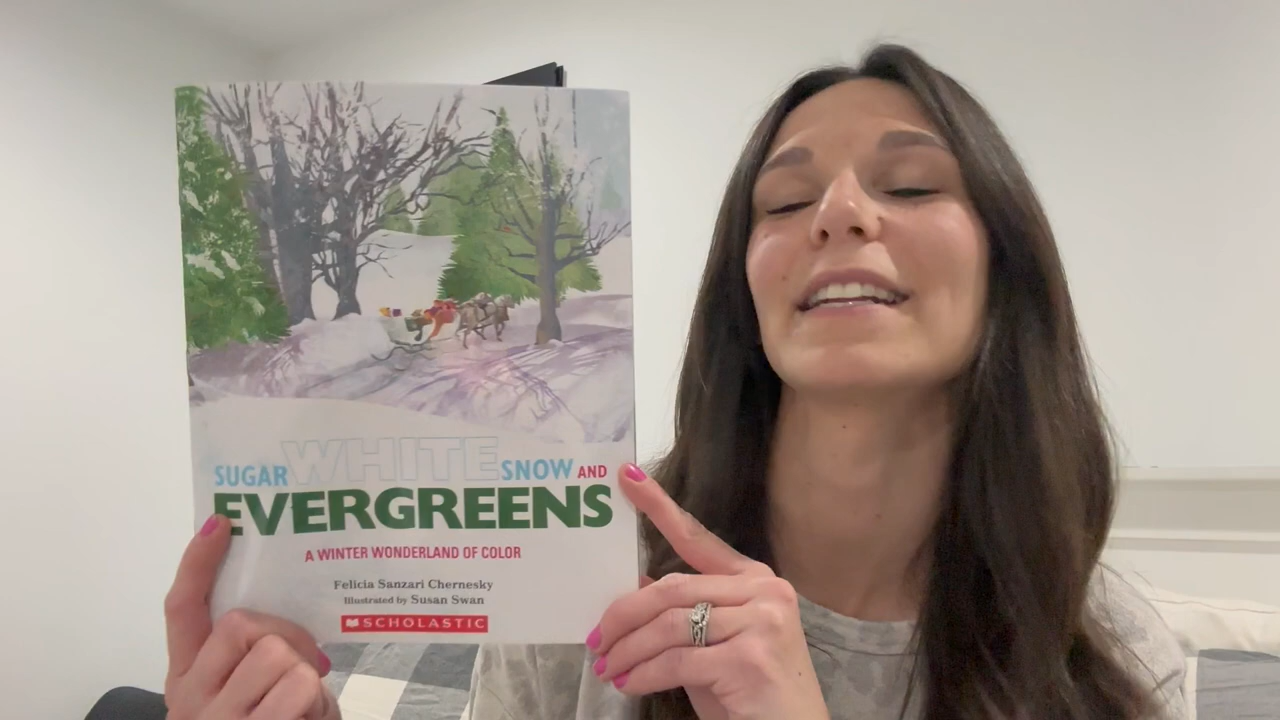 SUGAR WHITE SNOW AND
EVERGREENS
A WINTER WONDERLAND OF COLOR
Felicia Sanzari Chernesky
Illustrated by Susan Swan
SCHOLASTIC